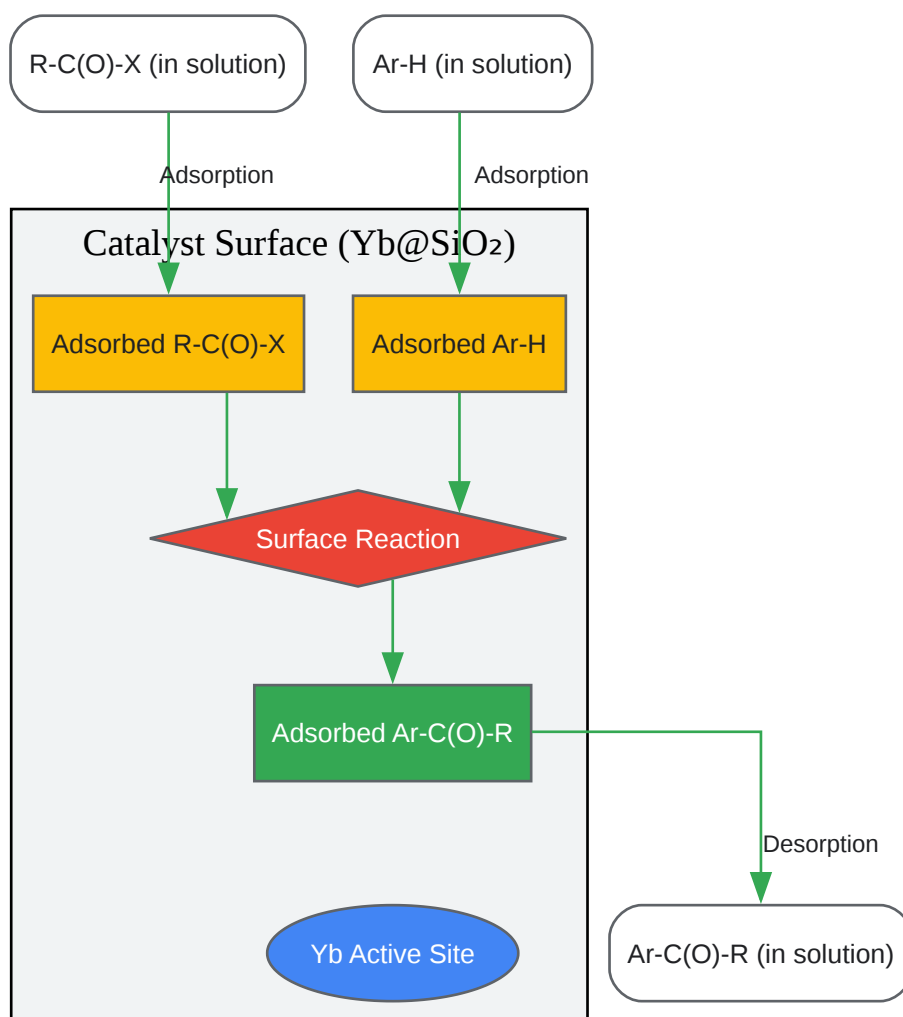 R-C(O)-X (in solution)
Ar-H (in solution)
Adsorption
Adsorption
Catalyst Surface (Yb@SiO₂)
Adsorbed R-C(O)-X
Adsorbed Ar-H
Surface Reaction
Adsorbed Ar-C(O)-R
Desorption
Yb Active Site
Ar-C(O)-R (in solution)